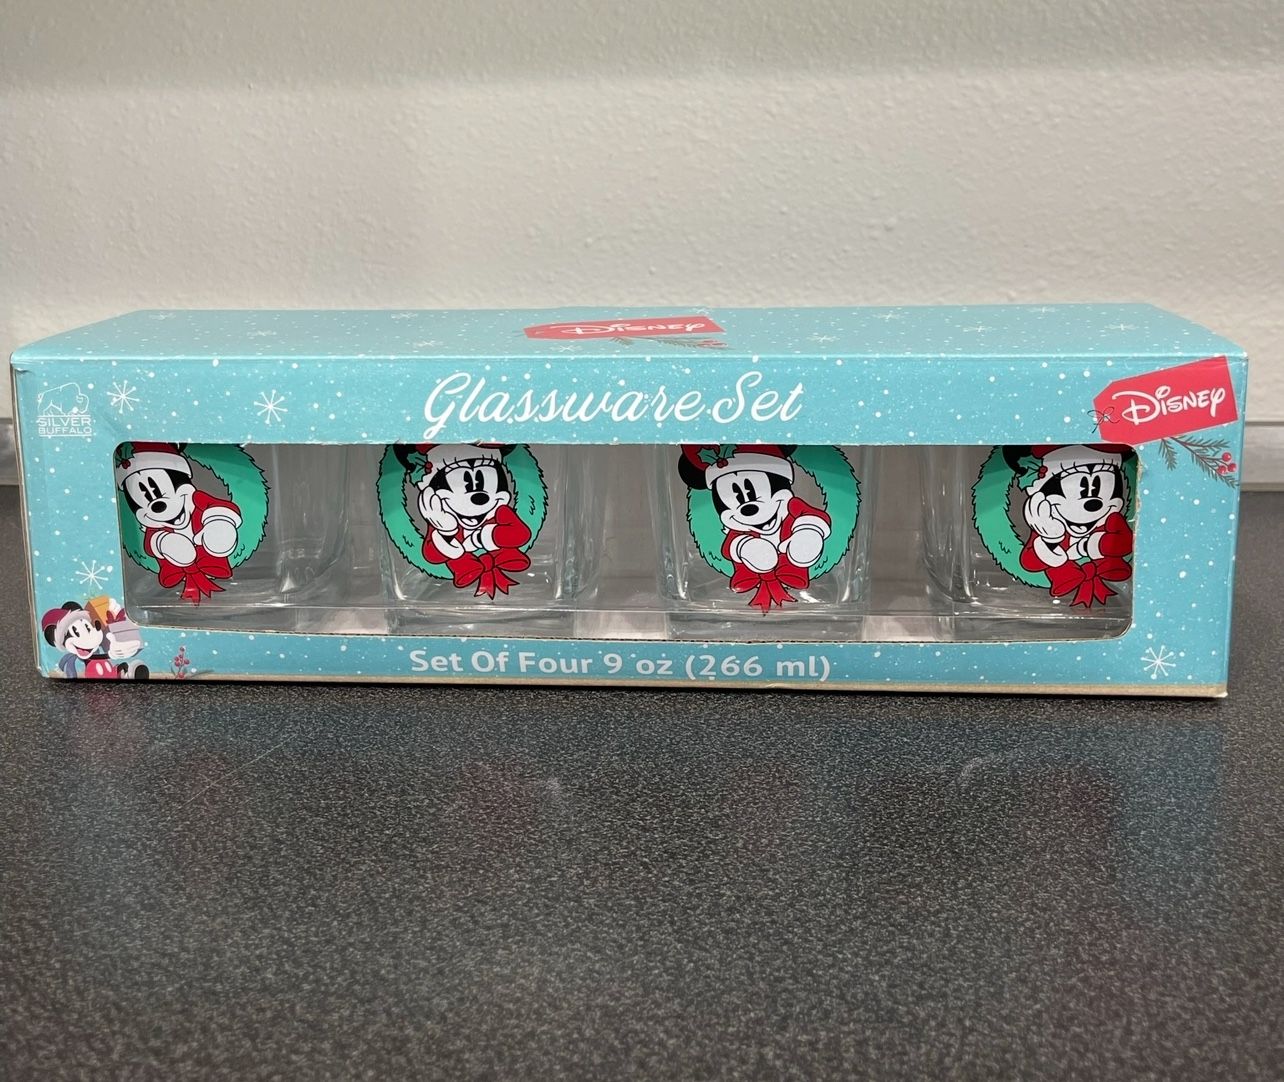 Disney
Glassware Set
Disney
SILVER
BUFFALO
Set Of Four 9 oz (266 ml)